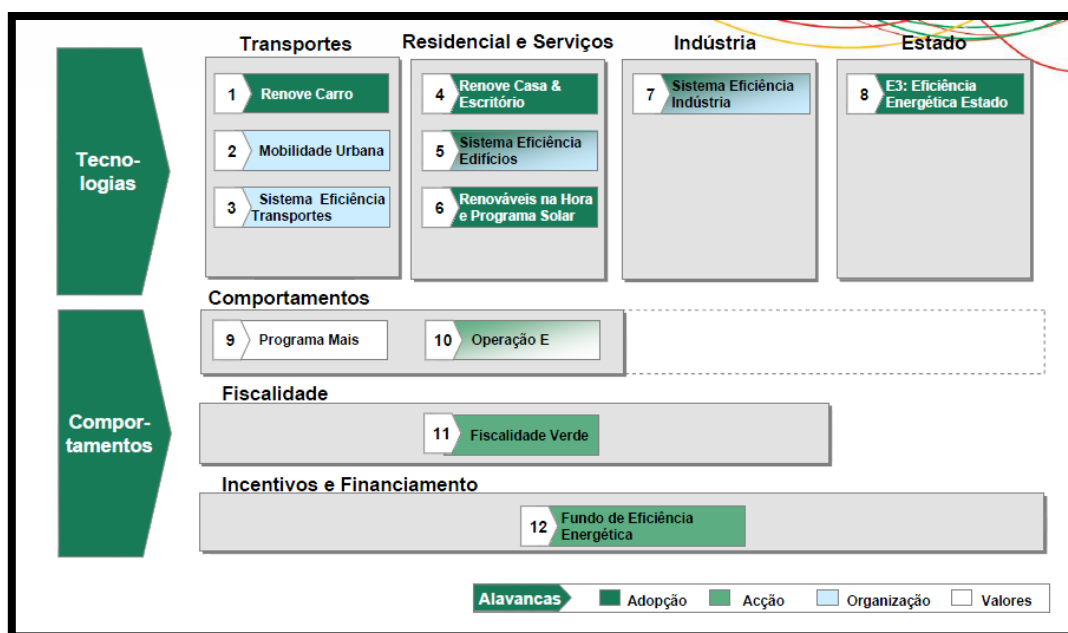 Transportes
Residencial e Serviços
Indústria
Estado
Tecno-
logias
1 Renove Carro
2 Mobilidade Urbana
3 Sistema Eficiência
Transportes
4 Renove Casa &
Escritório
5 Sistema Eficiência
Edifícios
6 Renováveis na Hora
e Programa Solar
7 Sistema Eficiência
Indústria
8 E3: Eficiência
Energética Estado
Compor-
tamentos
Comportamentos
9 Programa Mais
10 Operação E
Fiscalidade
11 Fiscalidade Verde
Incentivos e Financiamento
12 Fundo de Eficiência
Energética
Alavancas Adopção Acção Organização Valores